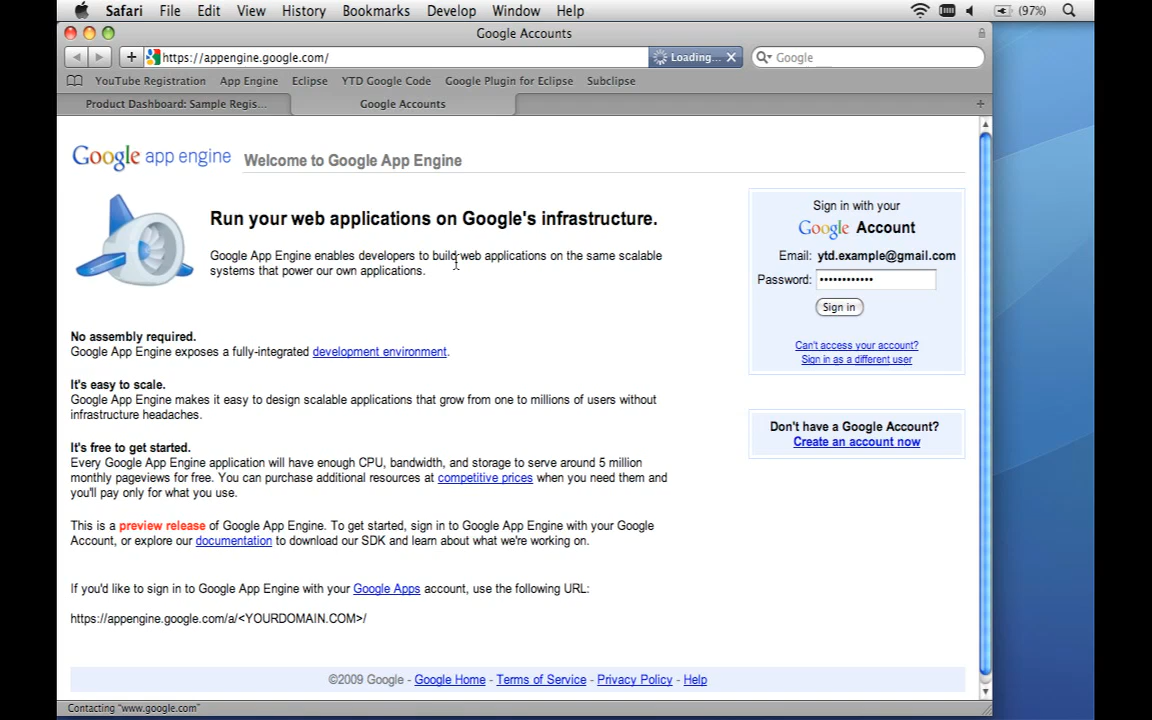 Safari File Edit View History Bookmarks Develop Window Help (97%)
Google Accounts
https://appengine.google.com/ Loading... Google
YouTube Registration App Engine Eclipse YTD Google Code Google Plugin for Eclipse Subclipse
Product Dashboard: Sample Regis... Google Accounts
Google app engine Welcome to Google App Engine
Run your web applications on Google's infrastructure.
Google App Engine enables developers to build web applications on the same scalable
systems that power our own applications.
No assembly required.
Google App Engine exposes a fully-integrated development environment.
It's easy to scale.
Google App Engine makes it easy to design scalable applications that grow from one to millions of users without
infrastructure headaches.
It's free to get started.
Every Google App Engine application will have enough CPU, bandwidth, and storage to serve around 5 million
monthly pageviews for free. You can purchase additional resources at competitive prices when you need them and
you'll pay only for what you use.
This is a preview release of Google App Engine. To get started, sign in to Google App Engine with your Google
Account, or explore our documentation to download our SDK and learn about what we're working on.
If you'd like to sign in to Google App Engine with your Google Apps account, use the following URL:
https://appengine.google.com/a/<YOURDOMAIN.COM>/
Sign in with your
Google Account
Email: ytd.example@gmail.com
Password: ••••••••••••
Sign in
Can't access your account?
Sign in as a different user
Don't have a Google Account?
Create an account now
©2009 Google - Google Home - Terms of Service - Privacy Policy - Help
Contacting "www.google.com"